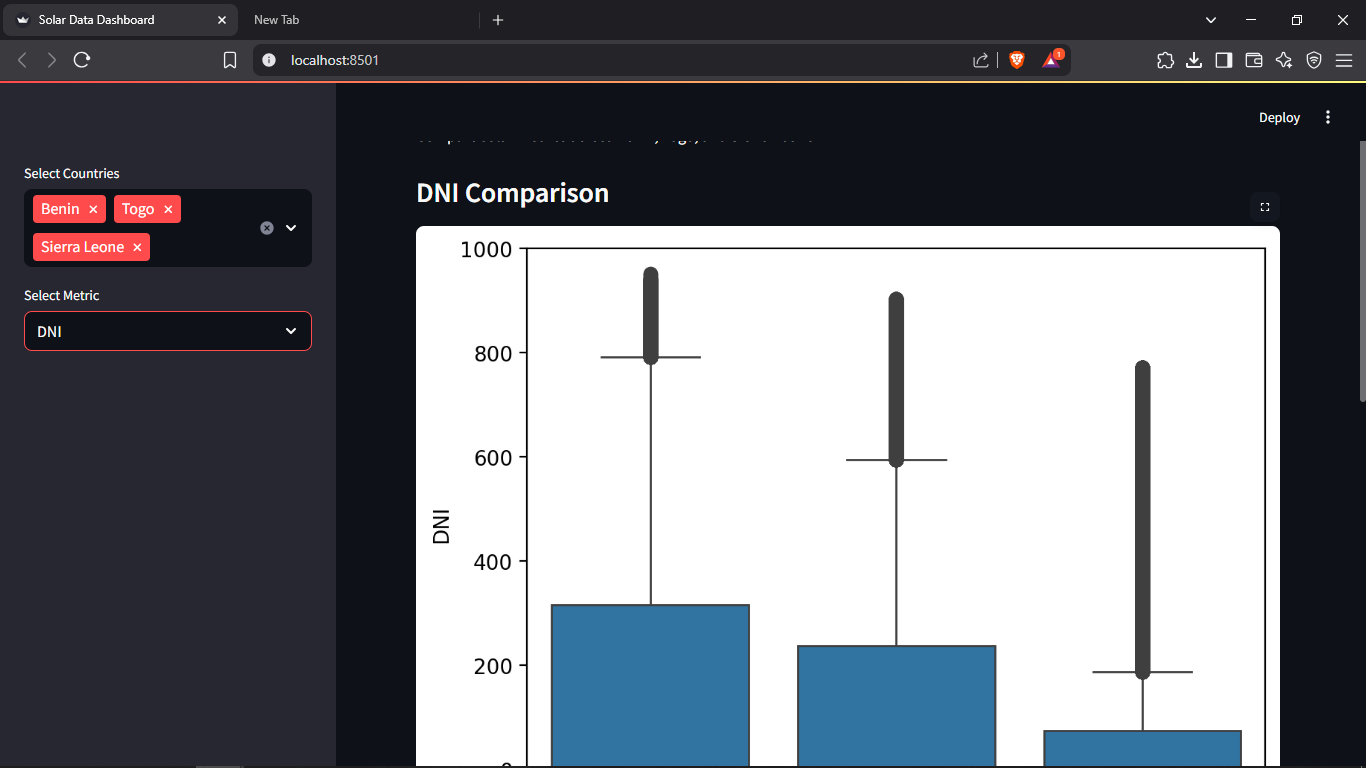 Solar Data Dashboard
New Tab
localhost:8501
1
Deploy
Select Countries
Benin
Togo
Sierra Leone
Select Metric
DNI
DNI Comparison
1000
800
600
400
200
DNI